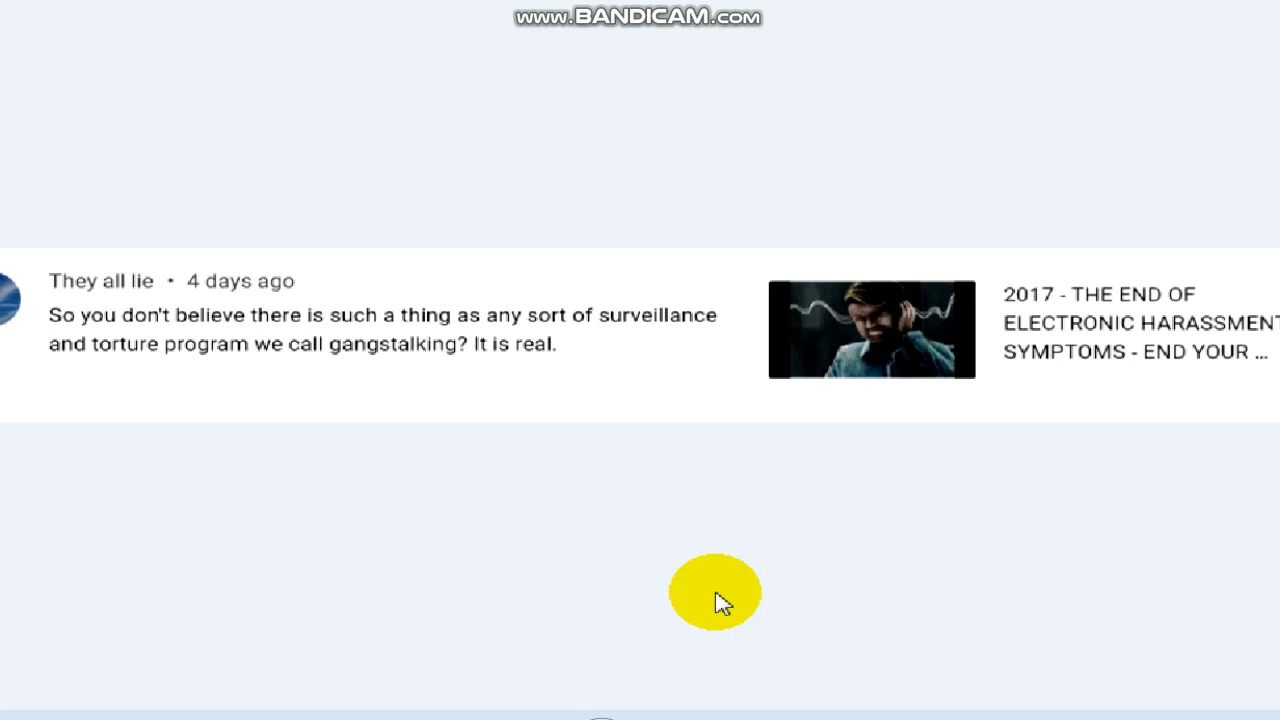 www.BANDICAM.com
They all lie • 4 days ago
So you don't believe there is such a thing as any sort of surveillance
and torture program we call gangstalking? It is real.
2017 - THE END OF
ELECTRONIC HARASSMENT
SYMPTOMS - END YOUR ...